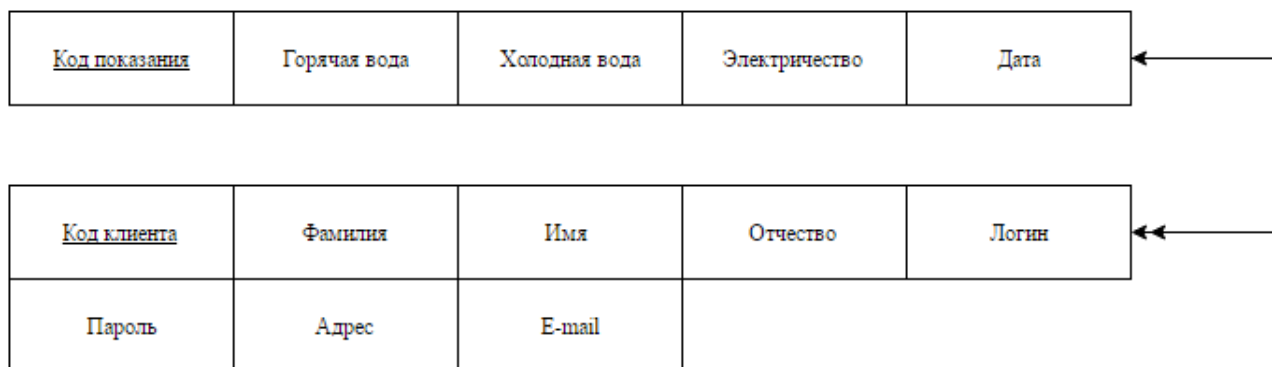 Код показания Горячая вода Холодная вода Электричество Дата
Код клиента Фамилия Имя Отчество Логин
Пароль Адрес E-mail